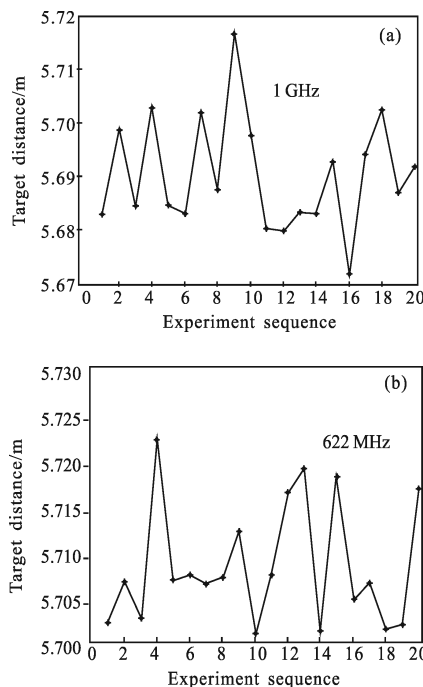 (a)
1 GHz
5.72
5.70
5.69
5.68
5.67
Target distance/m
0 2 4 6 8 10 12 14 16 18 20
Experiment sequence
(b)
622 MHz
5.730
5.725
5.720
5.715
5.710
5.705
5.700
Target distance/m
0 2 4 6 8 10 12 14 16 18 20
Experiment sequence